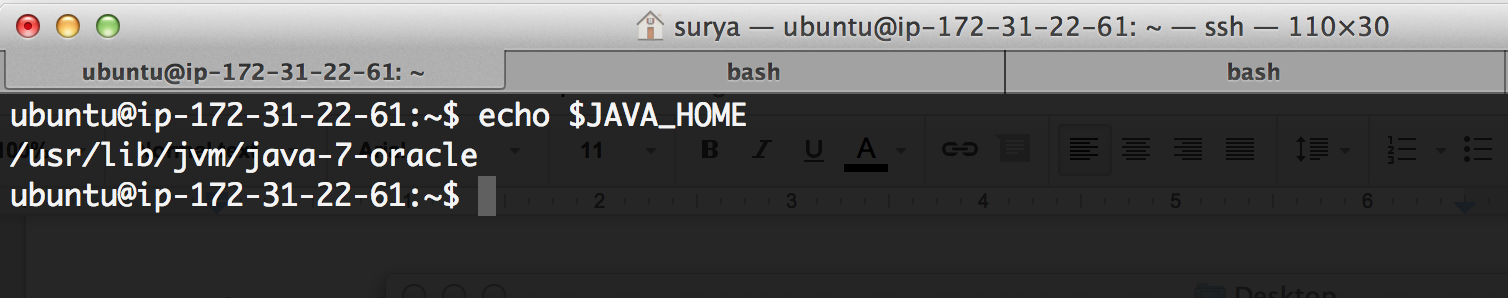 surya — ubuntu@ip-172-31-22-61: ~ — ssh — 110×30
ubuntu@ip-172-31-22-61: ~ bash bash
ubuntu@ip-172-31-22-61:~$ echo $JAVA_HOME
/usr/lib/jvm/java-7-oracle
ubuntu@ip-172-31-22-61:~$
11 B I U A
2 3 4 5 6
Desktop